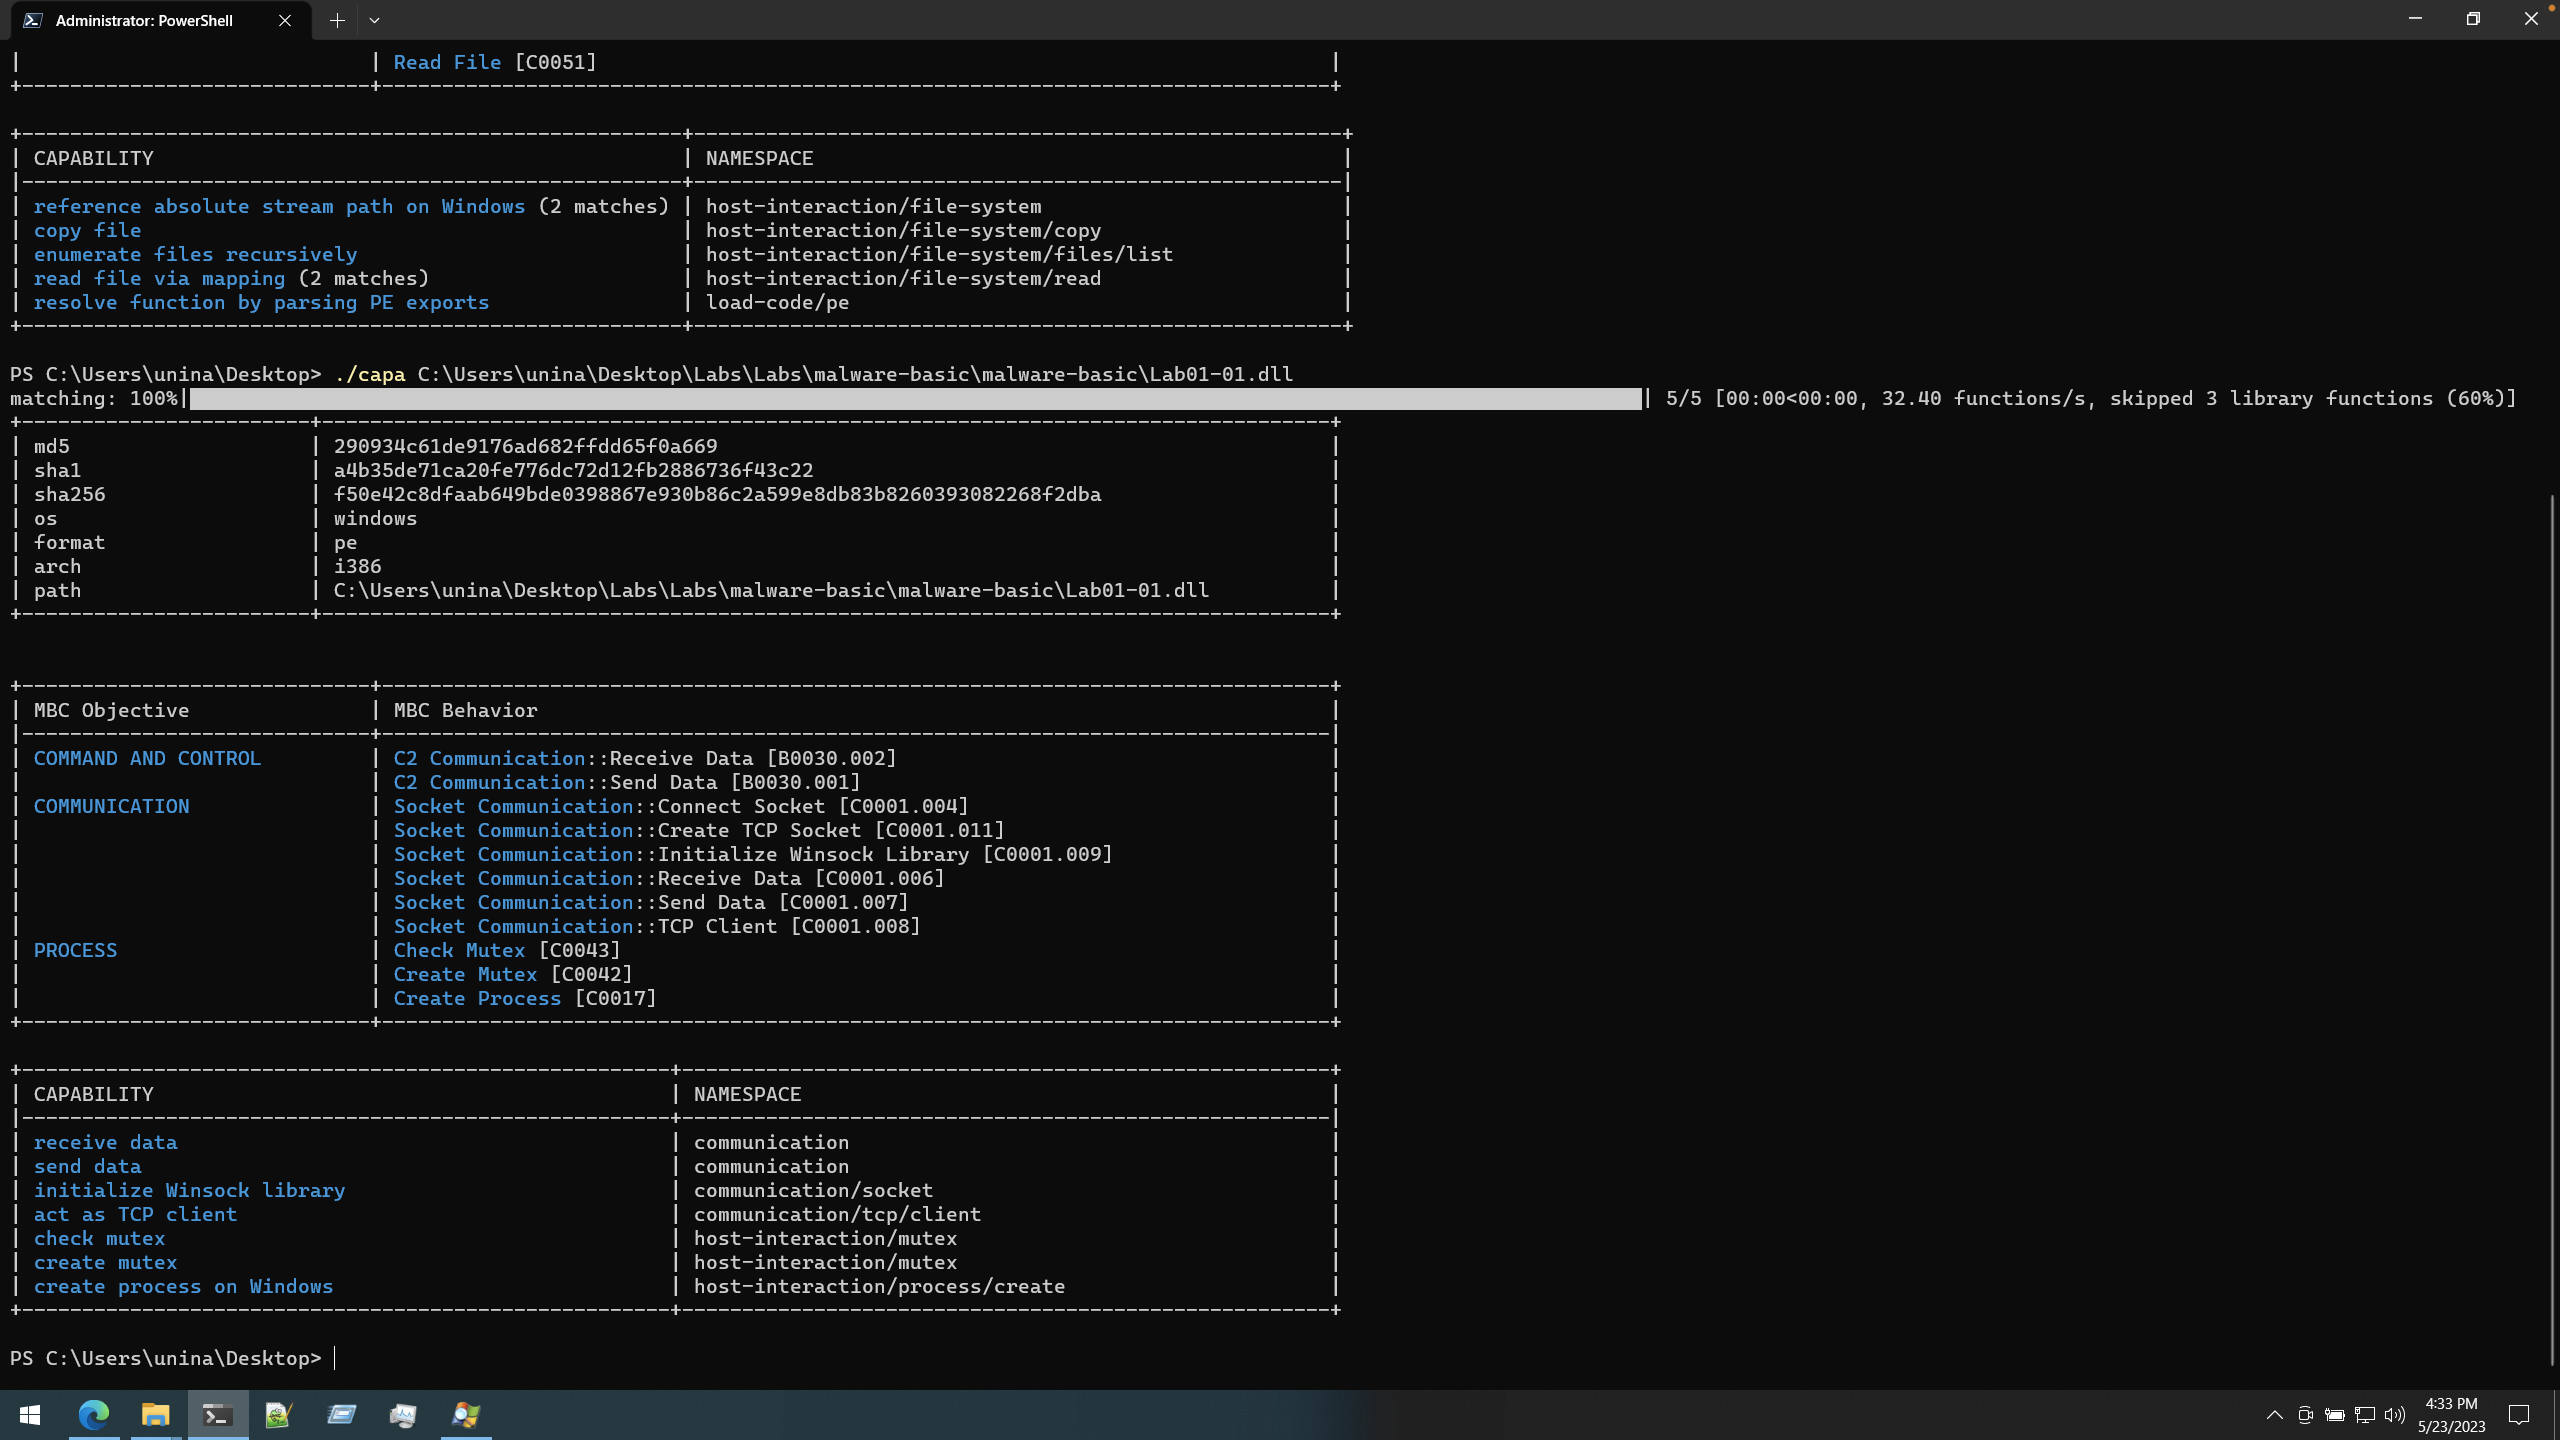 Administrator: PowerShell
| | Read File [C0051] |
+-----------------------------+-------------------------------------------------------------------------------+

+-------------------------------------------------------+------------------------------------------------------+
| CAPABILITY | NAMESPACE |
|-------------------------------------------------------+------------------------------------------------------|
| reference absolute stream path on Windows (2 matches) | host-interaction/file-system |
| copy file | host-interaction/file-system/copy |
| enumerate files recursively | host-interaction/file-system/files/list |
| read file via mapping (2 matches) | host-interaction/file-system/read |
| resolve function by parsing PE exports | load-code/pe |
+-------------------------------------------------------+------------------------------------------------------+

PS C:\Users\unina\Desktop> ./capa C:\Users\unina\Desktop\Labs\Labs\malware-basic\malware-basic\Lab01-01.dll
matching: 100%| | 5/5 [00:00<00:00, 32.40 functions/s, skipped 3 library functions (60%)]
+------------------------+------------------------------------------------------------------------------------+
| md5 | 290934c61de9176ad682ffdd65f0a669 |
| sha1 | a4b35de71ca20fe776dc72d12fb2886736f43c22 |
| sha256 | f50e42c8dfaab649bde0398867e930b86c2a599e8db83b8260393082268f2dba |
| os | windows |
| format | pe |
| arch | i386 |
| path | C:\Users\unina\Desktop\Labs\Labs\malware-basic\malware-basic\Lab01-01.dll |
+------------------------+------------------------------------------------------------------------------------+

+-----------------------------+-------------------------------------------------------------------------------+
| MBC Objective | MBC Behavior |
|-----------------------------+-------------------------------------------------------------------------------|
| COMMAND AND CONTROL | C2 Communication::Receive Data [B0030.002] |
| | C2 Communication::Send Data [B0030.001] |
| COMMUNICATION | Socket Communication::Connect Socket [C0001.004] |
| | Socket Communication::Create TCP Socket [C0001.011] |
| | Socket Communication::Initialize Winsock Library [C0001.009] |
| | Socket Communication::Receive Data [C0001.006] |
| | Socket Communication::Send Data [C0001.007] |
| | Socket Communication::TCP Client [C0001.008] |
| PROCESS | Check Mutex [C0043] |
| | Create Mutex [C0042] |
| | Create Process [C0017] |
+-----------------------------+-------------------------------------------------------------------------------+

+------------------------------------------------------+------------------------------------------------------+
| CAPABILITY | NAMESPACE |
|------------------------------------------------------+------------------------------------------------------|
| receive data | communication |
| send data | communication |
| initialize Winsock library | communication/socket |
| act as TCP client | communication/tcp/client |
| check mutex | host-interaction/mutex |
| create mutex | host-interaction/mutex |
| create process on Windows | host-interaction/process/create |
+------------------------------------------------------+------------------------------------------------------+

PS C:\Users\unina\Desktop>
4:33 PM
5/23/2023